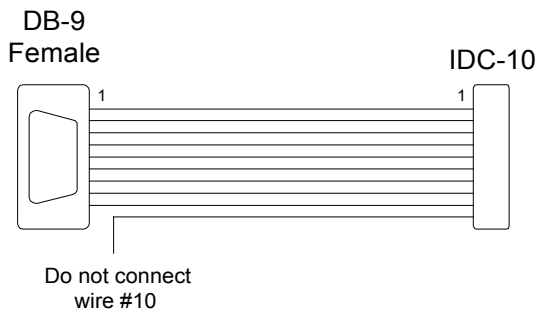 DB-9
Female
IDC-10
1
1
Do not connect
wire #10